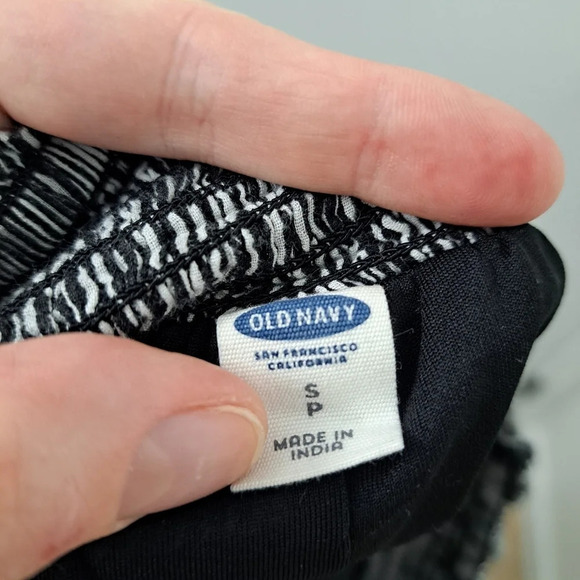 OLD NAVY
SAN FRANCISCO
CALIFORNIA
S
P
MADE IN
INDIA